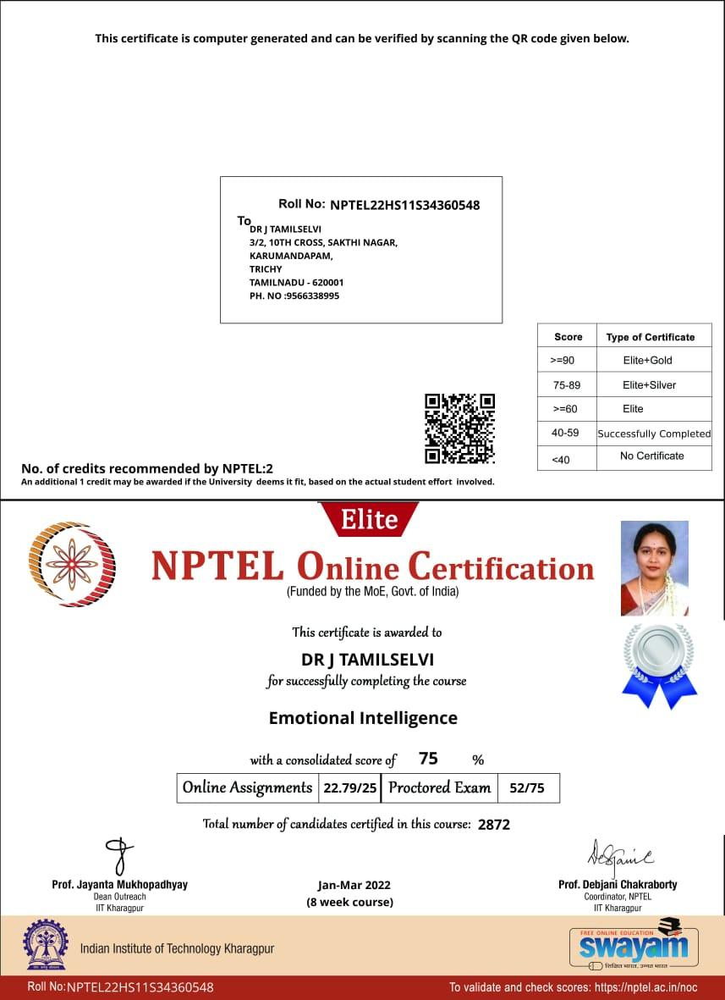 This certificate is computer generated and can be verified by scanning the QR code given below.
Roll No: NPTEL22HS11S34360548
To
DR J TAMILSELVI
3/2, 10TH CROSS, SAKTHI NAGAR,
KARUMANDAPAM,
TRICHY
TAMILNADU - 620001
PH. NO :9566338995
Score Type of Certificate
>=90 Elite+Gold
75-89 Elite+Silver
>=60 Elite
40-59 Successfully Completed
<40 No Certificate
No. of credits recommended by NPTEL:2
An additional 1 credit may be awarded if the University deems it fit, based on the actual student effort involved.
Elite
NPTEL Online Certification
(Funded by the MoE, Govt. of India)
This certificate is awarded to
DR J TAMILSELVI
for successfully completing the course
Emotional Intelligence
with a consolidated score of 75 %
Online Assignments 22.79/25 Proctored Exam 52/75
Total number of candidates certified in this course: 2872
Prof. Jayanta Mukhopadhyay
Dean Outreach
IIT Kharagpur
Jan-Mar 2022
(8 week course)
Prof. Debjani Chakraborty
Coordinator, NPTEL
IIT Kharagpur
Indian Institute of Technology Kharagpur
FREE ONLINE EDUCATION
swayam
शिक्षित भारत, उन्नत भारत
Roll No:NPTEL22HS11S34360548
To validate and check scores: https://nptel.ac.in/noc